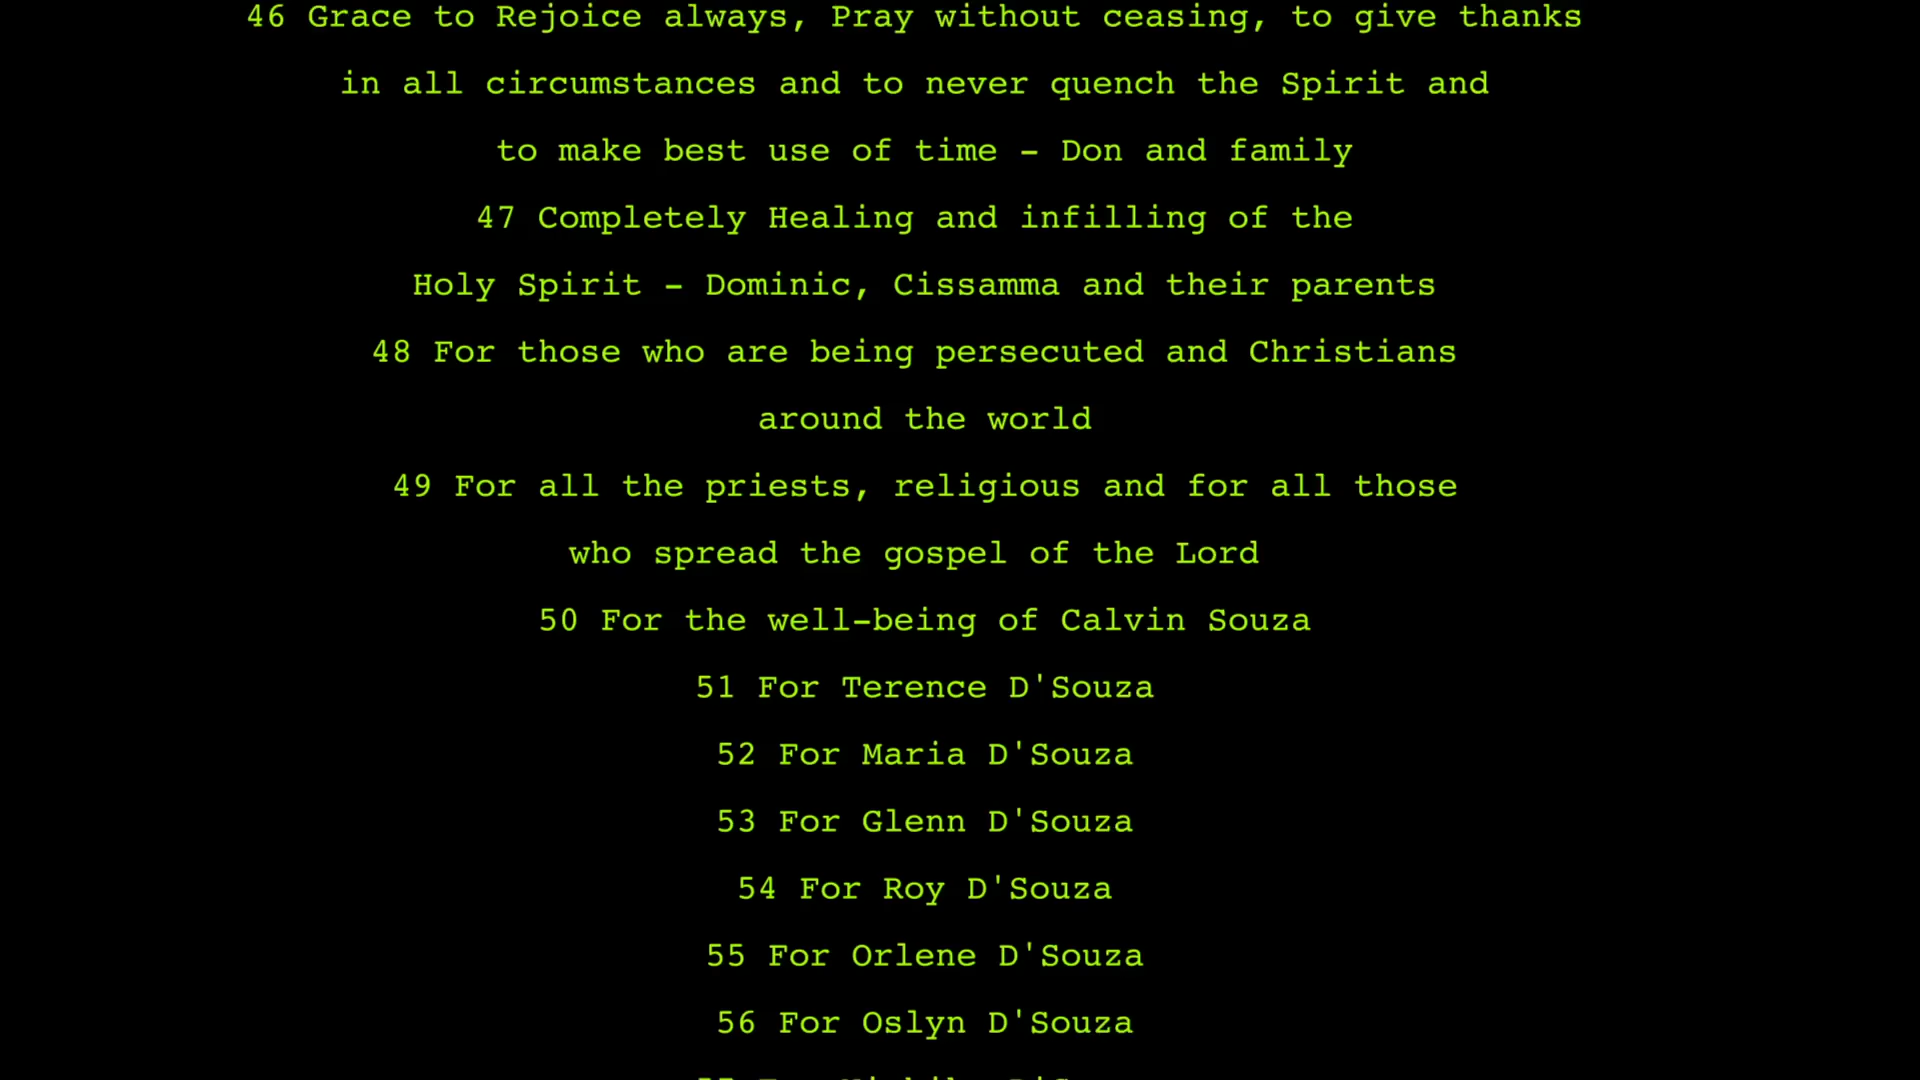 46 Grace to Rejoice always, Pray without ceasing, to give thanks
in all circumstances and to never quench the Spirit and
to make best use of time - Don and family
47 Completely Healing and infilling of the
Holy Spirit - Dominic, Cissamma and their parents
48 For those who are being persecuted and Christians
around the world
49 For all the priests, religious and for all those
who spread the gospel of the Lord
50 For the well-being of Calvin Souza
51 For Terence D'Souza
52 For Maria D'Souza
53 For Glenn D'Souza
54 For Roy D'Souza
55 For Orlene D'Souza
56 For Oslyn D'Souza